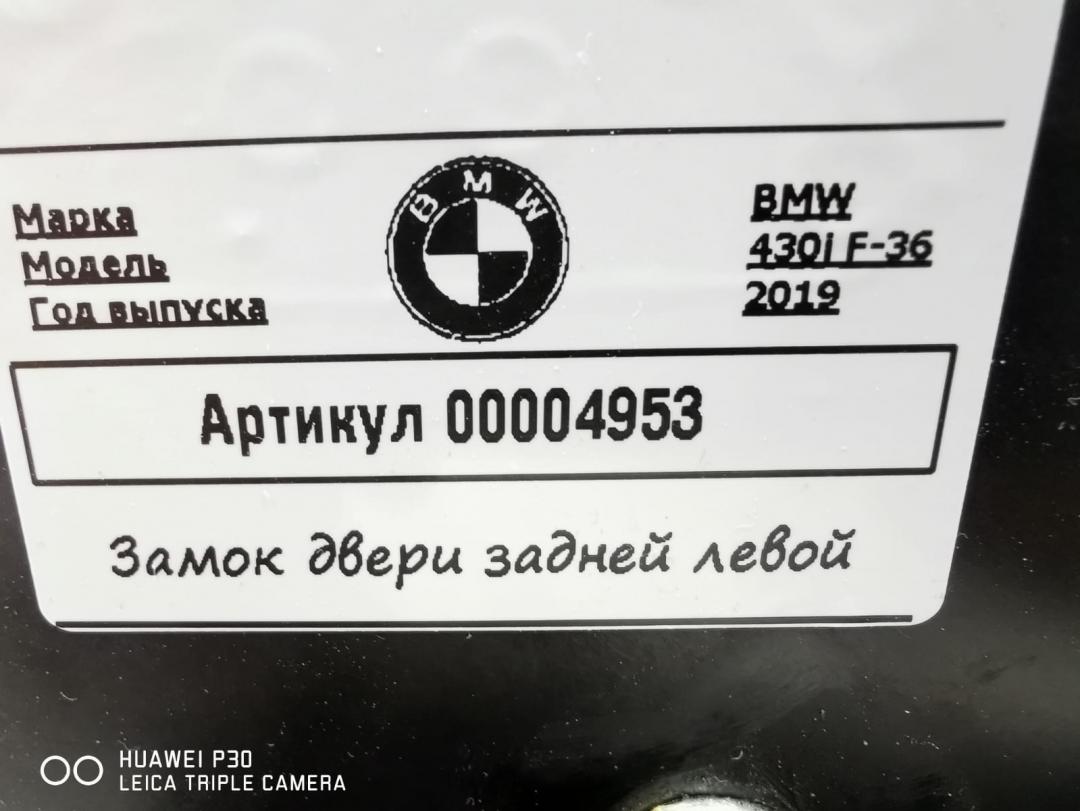 Марка
Модель
Год выпуска
BMW
BMW
430i F-36
2019
Артикул 00004953
Замок двери задней левой
HUAWEI P30
LEICA TRIPLE CAMERA